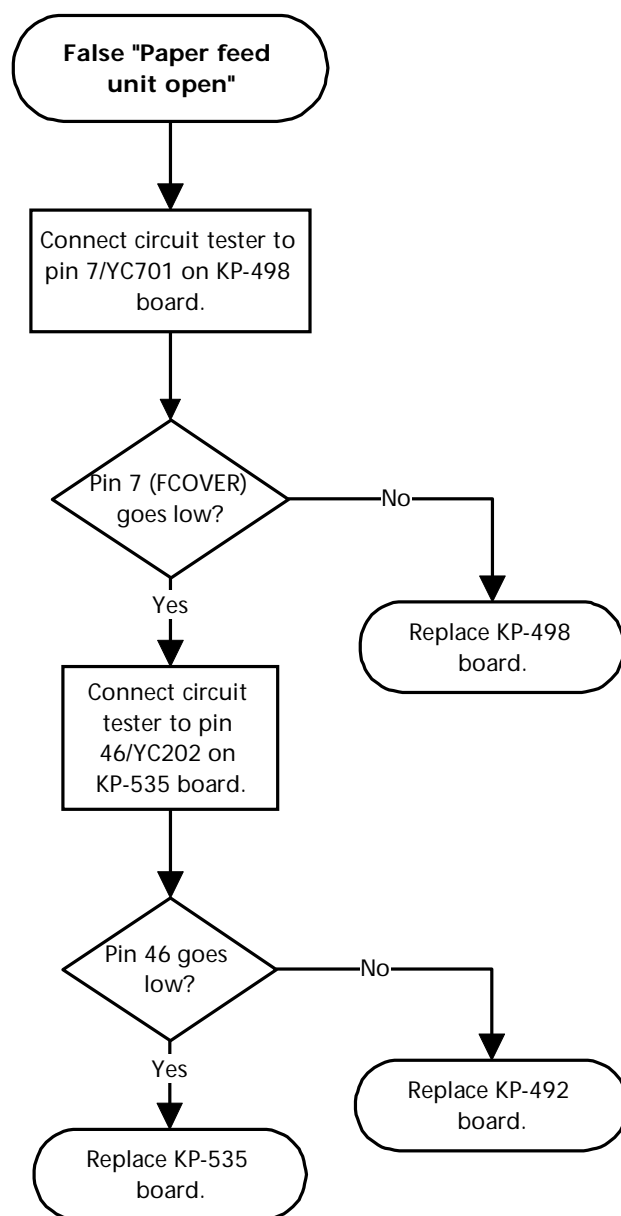 False "Paper feed
unit open"
Connect circuit tester to
pin 7/YC701 on KP-498
board.
Pin 7 (FCOVER)
goes low?
No
Yes
Replace KP-498
board.
Connect circuit
tester to pin
46/YC202 on
KP-535 board.
Pin 46 goes
low?
No
Yes
Replace KP-492
board.
Replace KP-535
board.